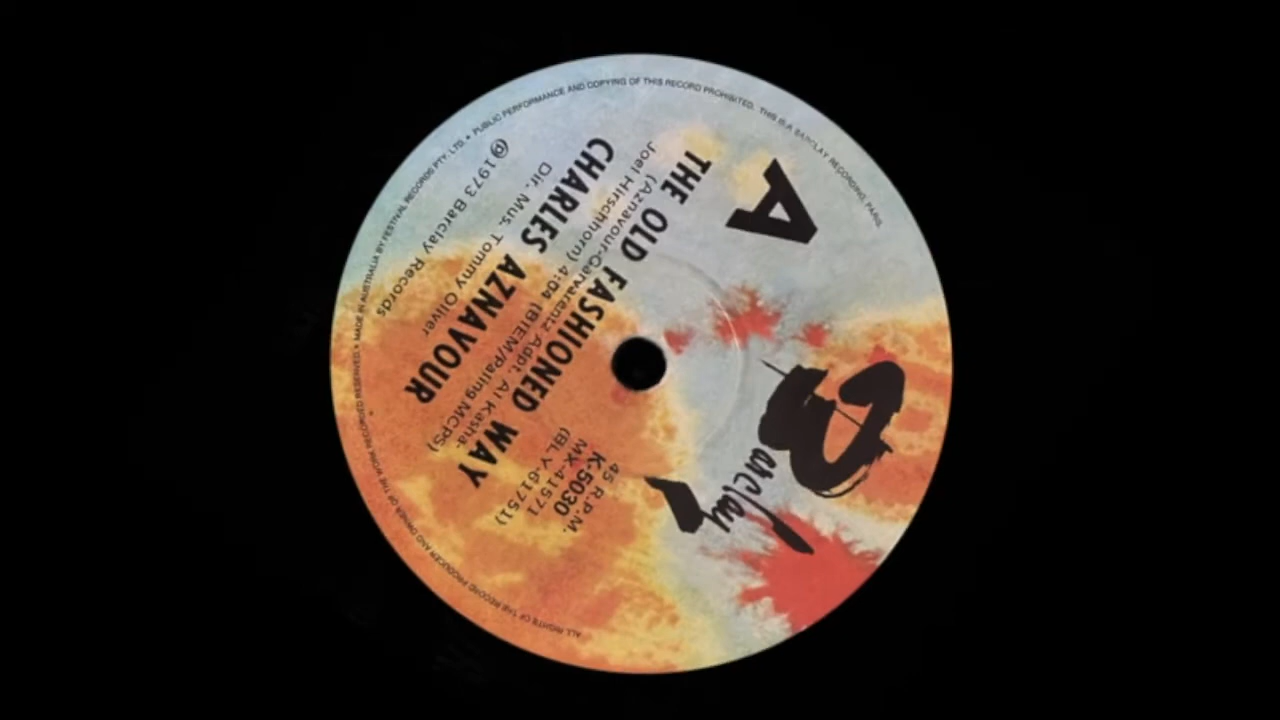 Barclay
A
45 R.P.M.
K-5030
MX-41571
(BL.Y.-61751)
THE OLD FASHIONED WAY
(Aznavour-Garvarentz-Adpt. Al Kasha-
Joel Hirschhorn) 4:04 (BIEM/Paling MCPS)
CHARLES AZNAVOUR
Dir. Mus. Tommy Oliver
℗ 1973 Barclay Records
ALL RIGHTS OF THE RECORD PRODUCER AND OWNER OF THE WORK RECORDED RESERVED. • MADE IN AUSTRALIA BY FESTIVAL RECORDS PTY. LTD. • PUBLIC PERFORMANCE AND COPYING OF THIS RECORD PROHIBITED. THIS IS A BARCLAY RECORDING, PARIS.